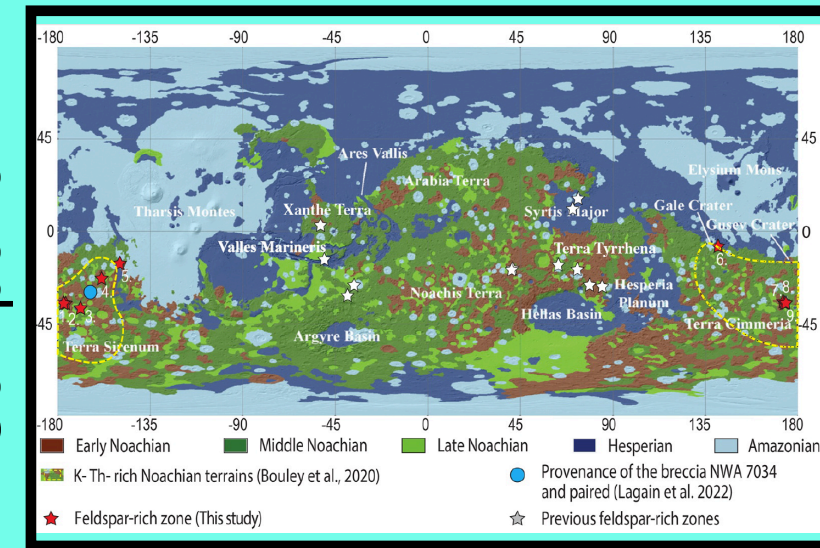 -180 -135 -90 -45 0 45 90 135 180
45 45
Ares Vallis
Elysium Mons
Arabia Terra
Tharsis Montes Xanthe Terra Syrtis Major Gale Crater
Gusev Crater
0 0
Valles Marineris Terra Tyrrhena
6.
5.
4.
Noachis Terra Hesperia
Planum
7. 8.
1. 2. 3.
9.
Hellas Basin
-45 Terra Cimmeria -45
Argyre Basin
Terra Sirenum
-180 -135 -90 -45 0 45 90 135 180
Early Noachian Middle Noachian Late Noachian Hesperian Amazonian
K- Th- rich Noachian terrains (Bouley et al., 2020) Provenance of the breccia NWA 7034
and paired (Lagain et al. 2022)
Feldspar-rich zone (This study) Previous feldspar-rich zones